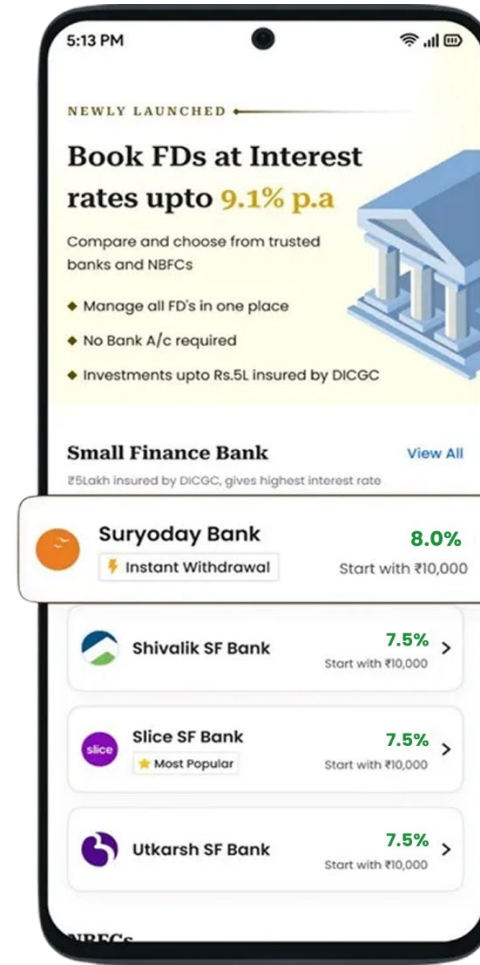 5:13 PM
NEWLY LAUNCHED
Book FDs at Interest
rates upto 9.1% p.a
Compare and choose from trusted
banks and NBFCs
Manage all FD's in one place
No Bank A/c required
Investments upto Rs.5L insured by DICGC
Small Finance Bank View All
₹5Lakh insured by DICGC, gives highest interest rate
Suryoday Bank 8.0%
Instant Withdrawal Start with ₹10,000
Shivalik SF Bank 7.5%
Start with ₹10,000
slice Slice SF Bank 7.5%
Most Popular Start with ₹10,000
Utkarsh SF Bank 7.5%
Start with ₹10,000
NBFCs